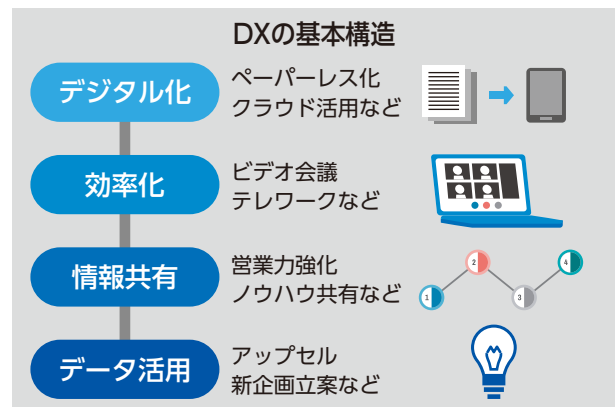 DXの基本構造
デジタル化
ペーパーレス化
クラウド活用など
効率化
ビデオ会議
テレワークなど
情報共有
営業力強化
ノウハウ共有など
1
2
3
4
データ活用
アップセル
新企画立案など